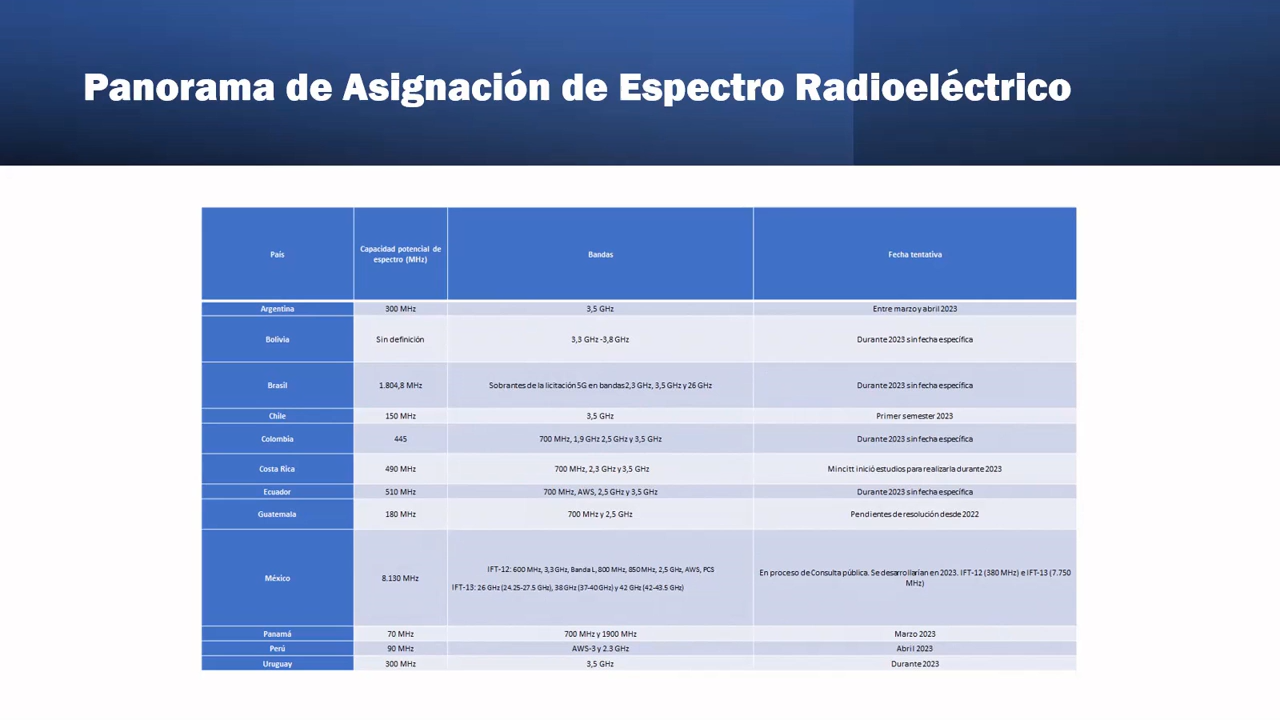 Panorama de Asignación de Espectro Radioeléctrico
País
Capacidad potencial de
espectro (MHz)
Bandas
Fecha tentativa
Argentina
300 MHz
3,5 GHz
Entre marzo y abril 2023
Bolivia
Sin definición
3,3 GHz -3,8 GHz
Durante 2023 sin fecha específica
Brasil
1.804,8 MHz
Sobrantes de la licitación 5G en bandas 2,3 GHz, 3,5 GHz y 26 GHz
Durante 2023 sin fecha específica
Chile
150 MHz
3,5 GHz
Primer semester 2023
Colombia
445
700 MHz, 1,9 GHz 2,5 GHz y 3,5 GHz
Durante 2023 sin fecha específica
Costa Rica
490 MHz
700 MHz, 2,3 GHz y 3,5 GHz
Mincitt inició estudios para realizarla durante 2023
Ecuador
510 MHz
700 MHz, AWS, 2,5 GHz y 3,5 GHz
Durante 2023 sin fecha específica
Guatemala
180 MHz
700 MHz y 2,5 GHz
Pendientes de resolución desde 2022
México
8.130 MHz
IFT-12: 600 MHz, 3,3 GHz, Banda L, 800 MHz, 850 MHz, 2,5 GHz, AWS, PCS
IFT-13: 26 GHz (24.25-27.5 GHz), 38 GHz (37-40 GHz) y 42 GHz (42-43.5 GHz)
En proceso de Consulta pública. Se desarrollarían en 2023. IFT-12 (380 MHz) e IFT-13 (7.750
MHz)
Panamá
70 MHz
700 MHz y 1900 MHz
Marzo 2023
Perú
90 MHz
AWS-3 y 2.3 GHz
Abril 2023
Uruguay
300 MHz
3,5 GHz
Durante 2023